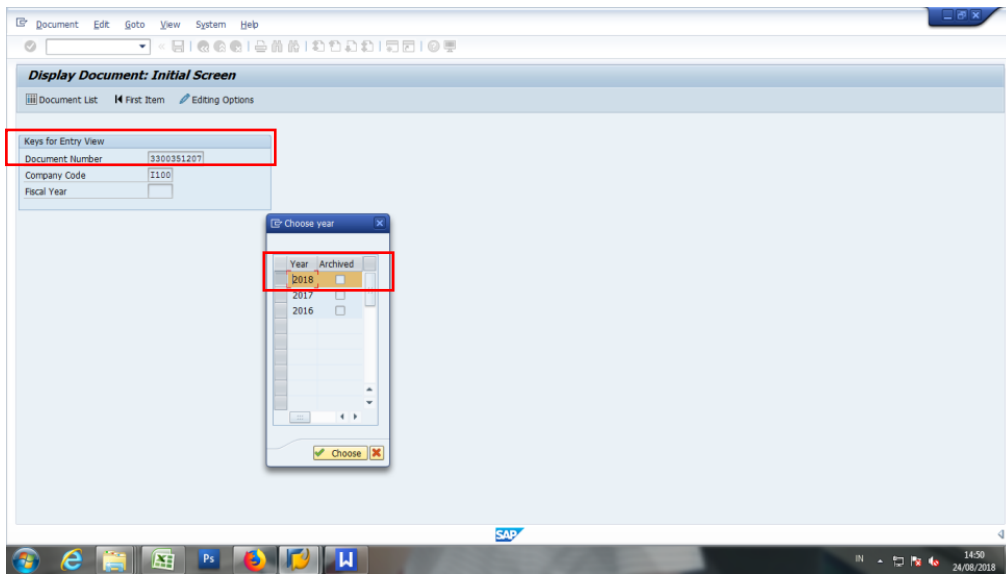 Document Edit Goto View System Help
Display Document: Initial Screen
Document List First Item Editing Options
Keys for Entry View
Document Number 3300351207
Company Code I100
Fiscal Year
Choose year
Year Archived
2018
2017
2016
Choose
SAP
Ps
W
IN 14:50
24/08/2018